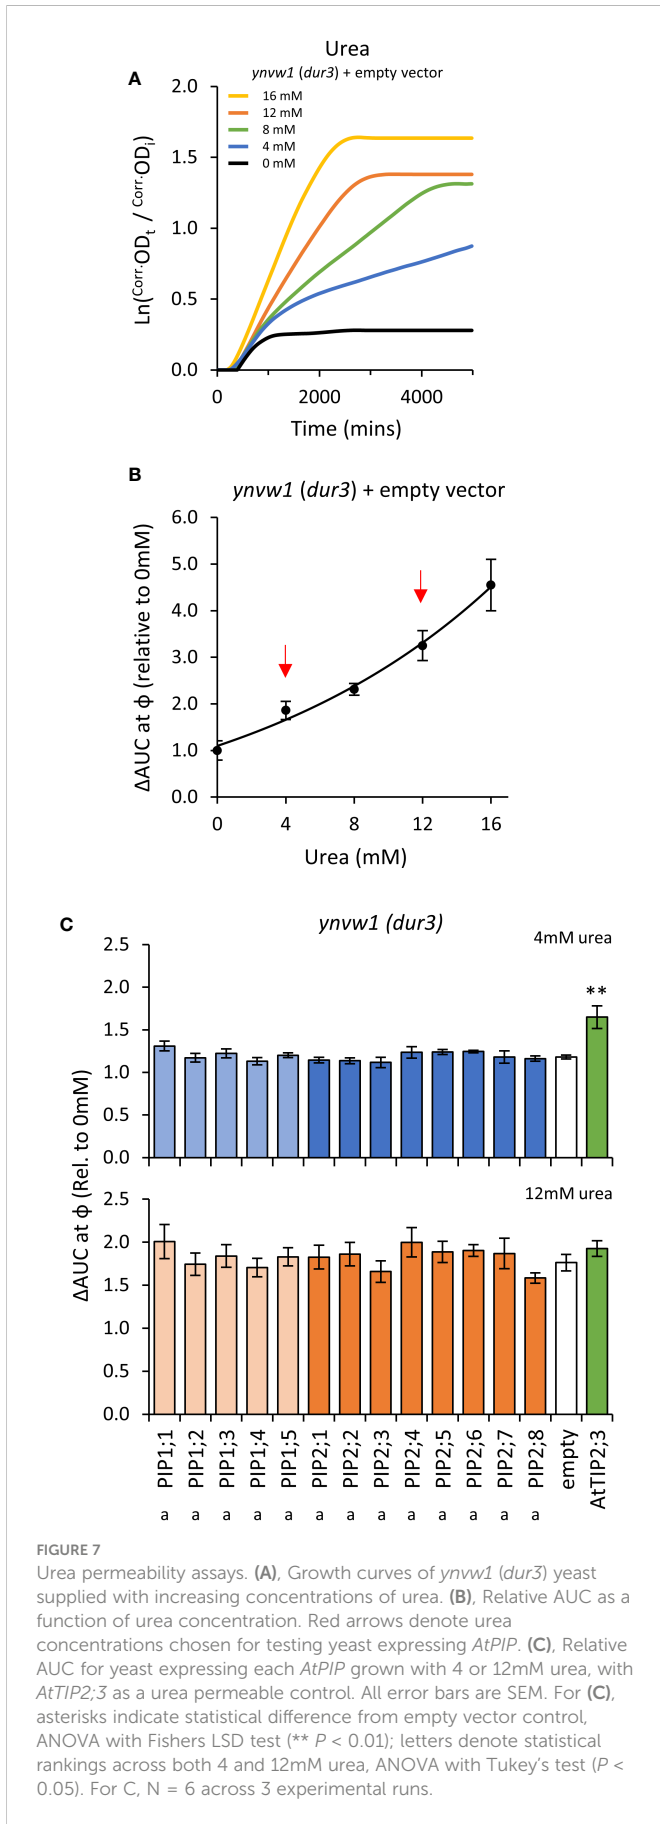 Urea
A
ynvw1 (dur3) + empty vector
2.0
1.5
1.0
0.5
0.0
Ln(Corr.ODt / Corr.ODi)
16 mM
12 mM
8 mM
4 mM
0 mM
0 2000 4000
Time (mins)
B
ynvw1 (dur3) + empty vector
6.0
5.0
4.0
3.0
2.0
1.0
0.0
ΔAUC at ϕ (relative to 0mM)
0 4 8 12 16
Urea (mM)
C
ynvw1 (dur3)
4mM urea
2.5
2.0
1.5
1.0
0.5
0.0
**
ΔAUC at ϕ (Rel. to 0mM)
12mM urea
2.5
2.0
1.5
1.0
0.5
0.0
PIP1;1 PIP1;2 PIP1;3 PIP1;4 PIP1;5 PIP2;1 PIP2;2 PIP2;3 PIP2;4 PIP2;5 PIP2;6 PIP2;7 PIP2;8 empty AtTIP2;3
a a a a a a a a a a a a a
FIGURE 7
Urea permeability assays. (A), Growth curves of ynvw1 (dur3) yeast
supplied with increasing concentrations of urea. (B), Relative AUC as a
function of urea concentration. Red arrows denote urea
concentrations chosen for testing yeast expressing AtPIP. (C), Relative
AUC for yeast expressing each AtPIP grown with 4 or 12mM urea, with
AtTIP2;3 as a urea permeable control. All error bars are SEM. For (C),
asterisks indicate statistical difference from empty vector control,
ANOVA with Fishers LSD test (** P < 0.01); letters denote statistical
rankings across both 4 and 12mM urea, ANOVA with Tukey's test (P <
0.05). For C, N = 6 across 3 experimental runs.